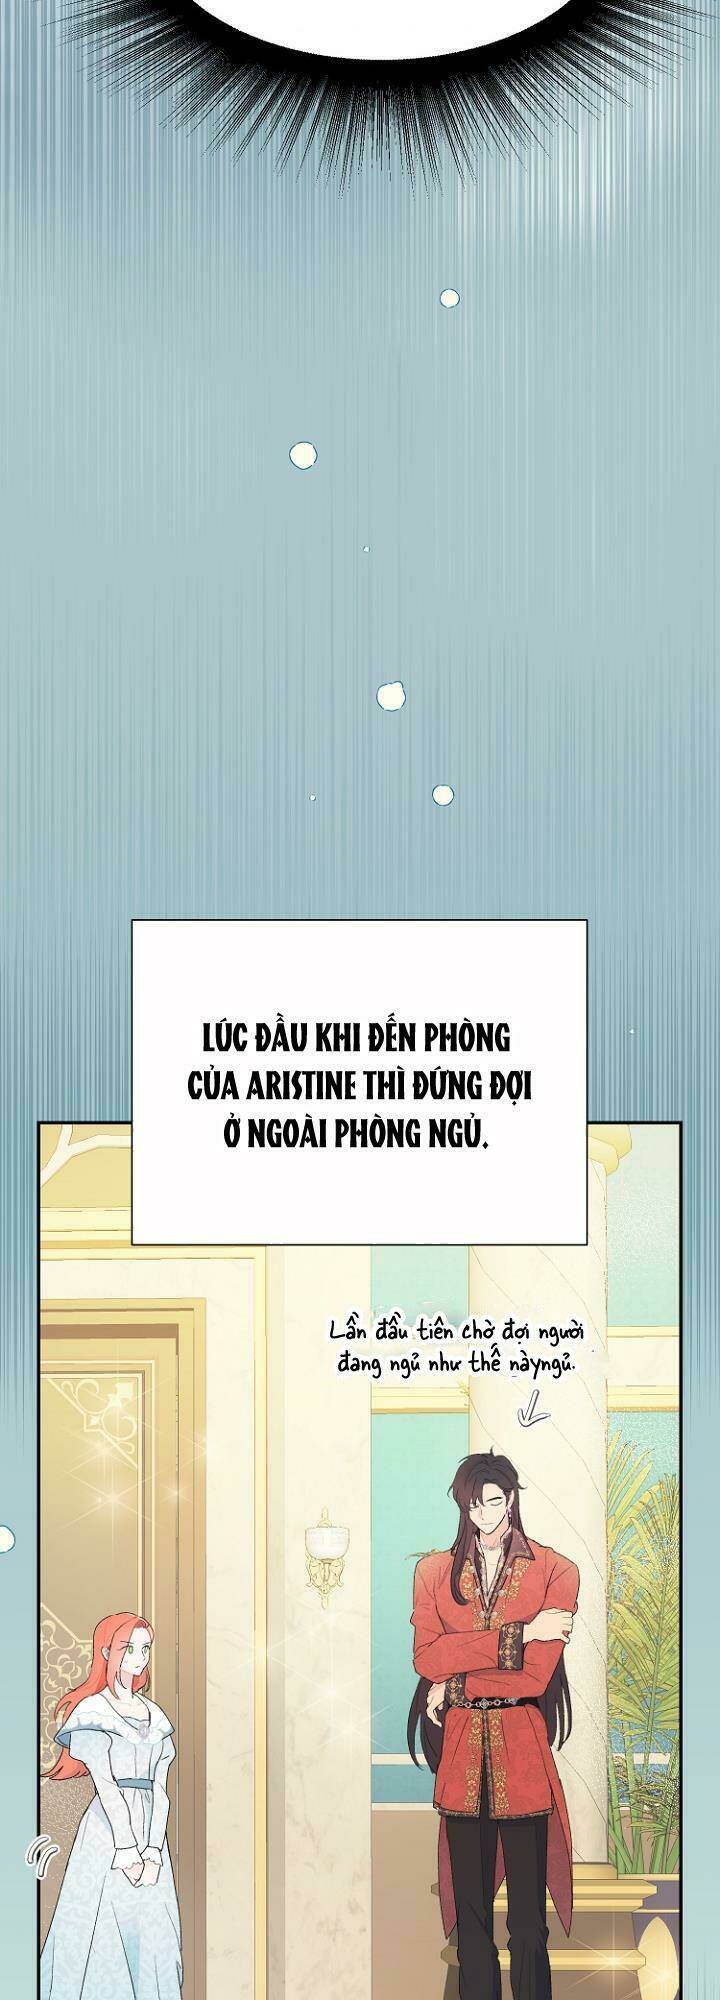 LÚC ĐẦU KHI ĐẾN PHÒNG
CỦA ARISTINE THÌ ĐỨNG ĐỢI
Ở NGOÀI PHÒNG NGỦ.
Lần đầu tiên chờ đợi người
đang ngủ như thế nàyngủ.